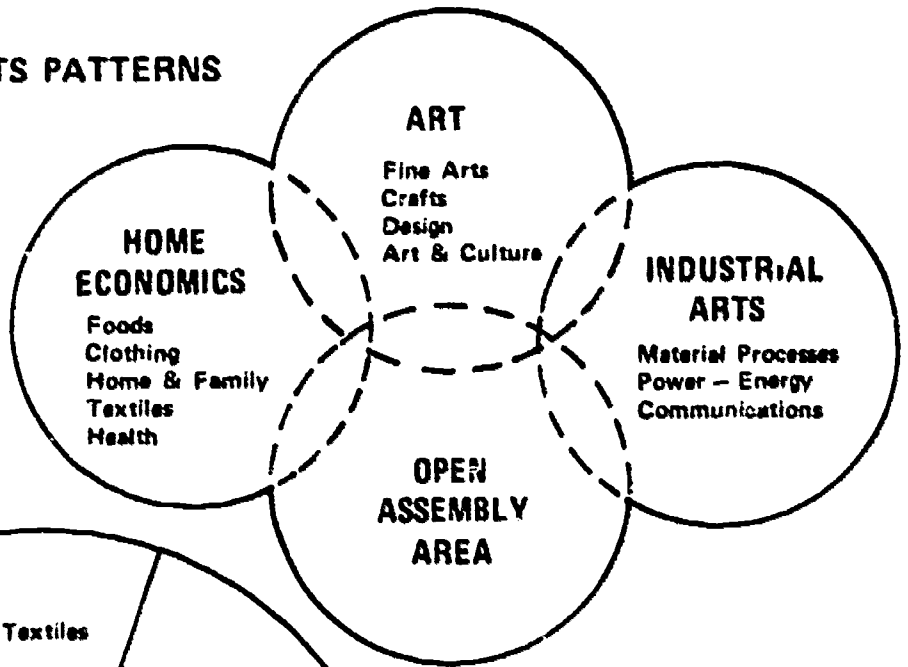 TS PATTERNS
ART
Fine Arts
Crafts
Design
Art & Culture
HOME
ECONOMICS
Foods
Clothing
Home & Family
Textiles
Health
INDUSTRIAL
ARTS
Material Processes
Power – Energy
Communications
OPEN
ASSEMBLY
AREA
Textiles